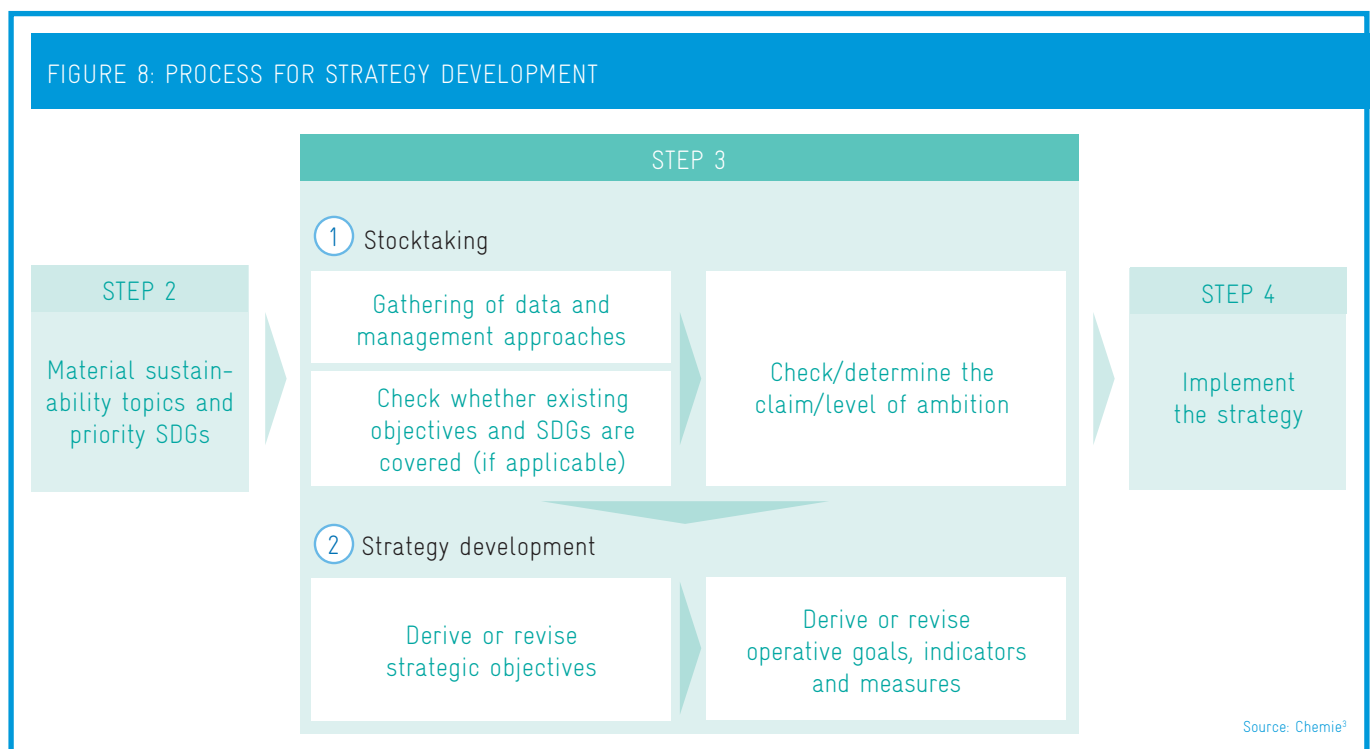 FIGURE 8: PROCESS FOR STRATEGY DEVELOPMENT
STEP 2
Material sustain-
ability topics and
priority SDGs
STEP 3
1 Stocktaking
Gathering of data and
management approaches
Check whether existing
objectives and SDGs are
covered (if applicable)
Check/determine the
claim/level of ambition
2 Strategy development
Derive or revise
strategic objectives
Derive or revise
operative goals, indicators
and measures
STEP 4
Implement
the strategy
Source: Chemie³